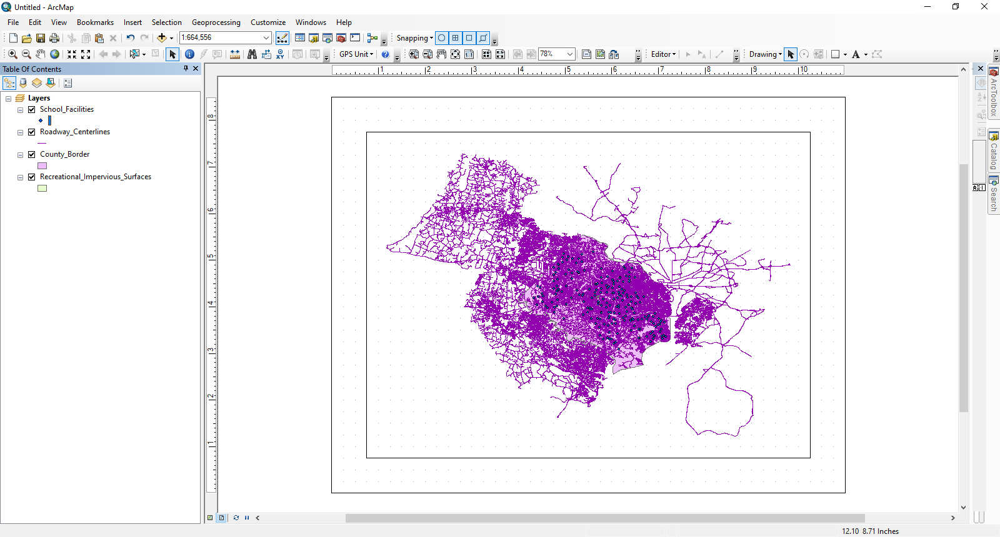 Untitled - ArcMap
File Edit View Bookmarks Insert Selection Geoprocessing Customize Windows Help
1:664,556 Snapping
GPS Unit 78% Editor Drawing A
Table Of Contents
Layers
School_Facilities
Roadway_Centerlines
County_Border
Recreational_Impervious_Surfaces
1 2 3 4 5 6 7 8 9 10
8
7
6
5
4
3
2
1
ArcToolbox
Catalog
Search
12.10 8.71 Inches